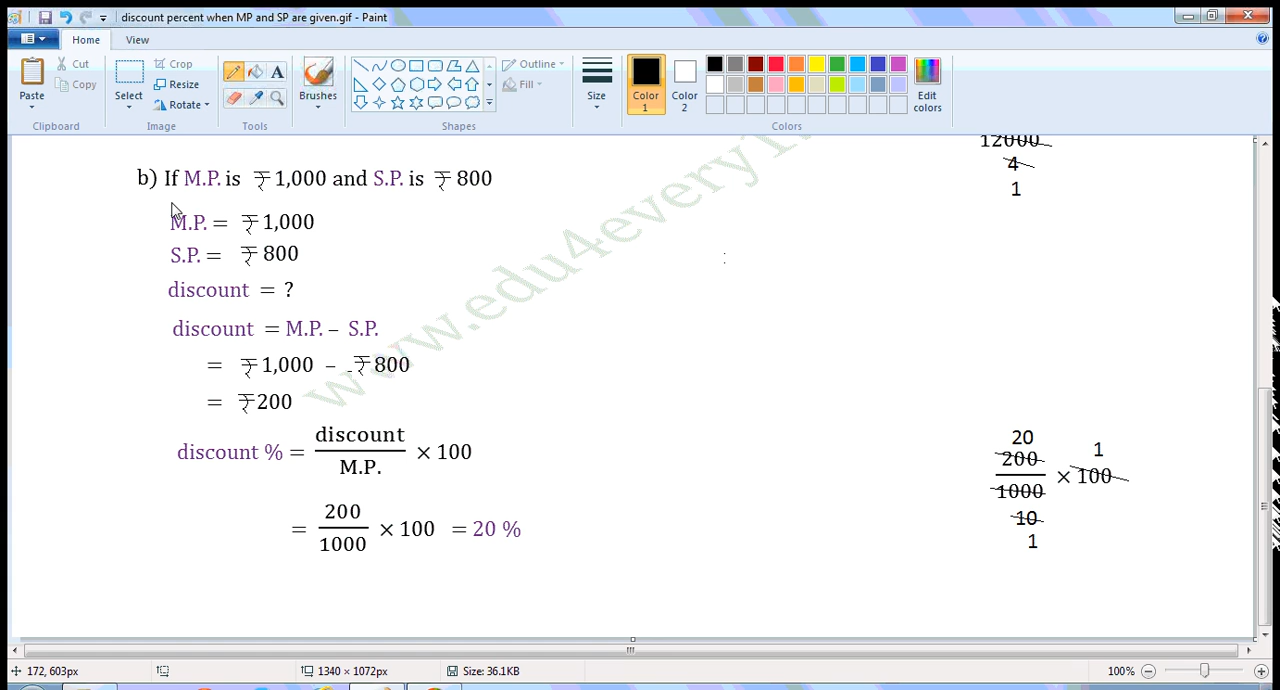 discount percent when MP and SP are given.gif - Paint
Home View
Paste Cut Copy Clipboard
Select Crop Resize Rotate Image
A Tools
Brushes
Outline Fill Shapes
Size
Color 1 Color 2 Edit colors Colors
12000
4
1
b) If M.P. is ₹1,000 and S.P. is ₹800
M.P. = ₹1,000
S.P. = ₹800
discount = ?
discount = M.P. – S.P.
= ₹1,000 – ₹800
= ₹200
discount % = discount / M.P. × 100
= 200 / 1000 × 100 = 20 %
20
200 1
1000 × 100
10
1
www.edu4every
172, 603px 1340 × 1072px Size: 36.1KB 100%